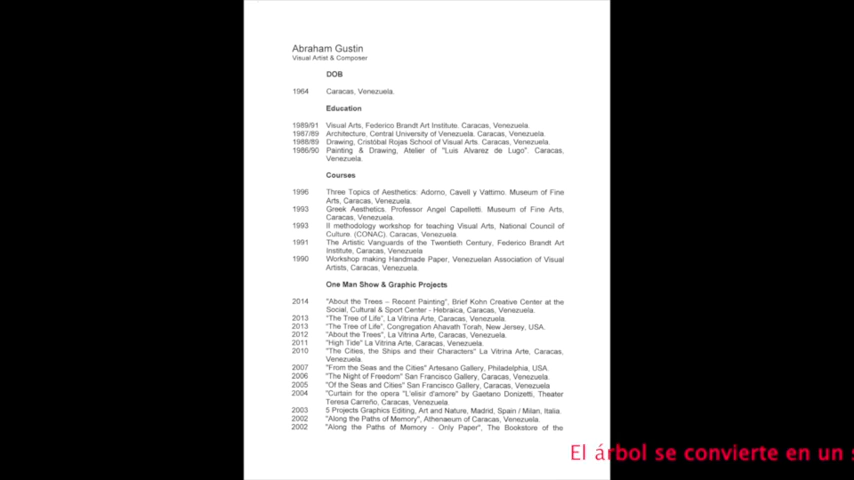 Abraham Gustin
Visual Artist & Composer
DOB
1964 Caracas, Venezuela.
Education
1989/91 Visual Arts, Federico Brandt Art Institute. Caracas, Venezuela.
1987/89 Architecture, Central University of Venezuela. Caracas, Venezuela.
1988/89 Drawing, Cristóbal Rojas School of Visual Arts. Caracas, Venezuela.
1986/90 Painting & Drawing, Atelier of "Luis Alvarez de Lugo". Caracas,
Venezuela.
Courses
1996 Three Topics of Aesthetics: Adorno, Cavell y Vattimo. Museum of Fine
Arts, Caracas, Venezuela.
1993 Greek Aesthetics. Professor Angel Capelletti. Museum of Fine Arts,
Caracas, Venezuela.
1993 II methodology workshop for teaching Visual Arts, National Council of
Culture. (CONAC). Caracas, Venezuela.
1991 The Artistic Vanguards of the Twentieth Century, Federico Brandt Art
Institute, Caracas, Venezuela
1990 Workshop making Handmade Paper, Venezuelan Association of Visual
Artists, Caracas, Venezuela.
One Man Show & Graphic Projects
2014 "About the Trees – Recent Painting", Brief Kohn Creative Center at the
Social, Cultural & Sport Center - Hebraica, Caracas, Venezuela.
2013 "The Tree of Life", La Vitrina Arte, Caracas, Venezuela.
2013 "The Tree of Life", Congregation Ahavath Torah, New Jersey, USA.
2012 "About the Trees", La Vitrina Arte, Caracas, Venezuela.
2011 "High Tide" La Vitrina Arte, Caracas, Venezuela.
2010 "The Cities, the Ships and their Characters" La Vitrina Arte, Caracas,
Venezuela.
2007 "From the Seas and the Cities" Artesano Gallery, Philadelphia, USA.
2006 "The Night of Freedom" San Francisco Gallery, Caracas, Venezuela.
2005 "Of the Seas and Cities" San Francisco Gallery, Caracas, Venezuela
2004 "Curtain for the opera "L'elisir d'amore" by Gaetano Donizetti, Theater
Teresa Carreño, Caracas, Venezuela.
2003 5 Projects Graphics Editing, Art and Nature, Madrid, Spain / Milan, Italia.
2002 "Along the Paths of Memory", Athenaeum of Caracas, Venezuela.
2002 "Along the Paths of Memory - Only Paper", The Bookstore of the
El árbol se convierte en un s